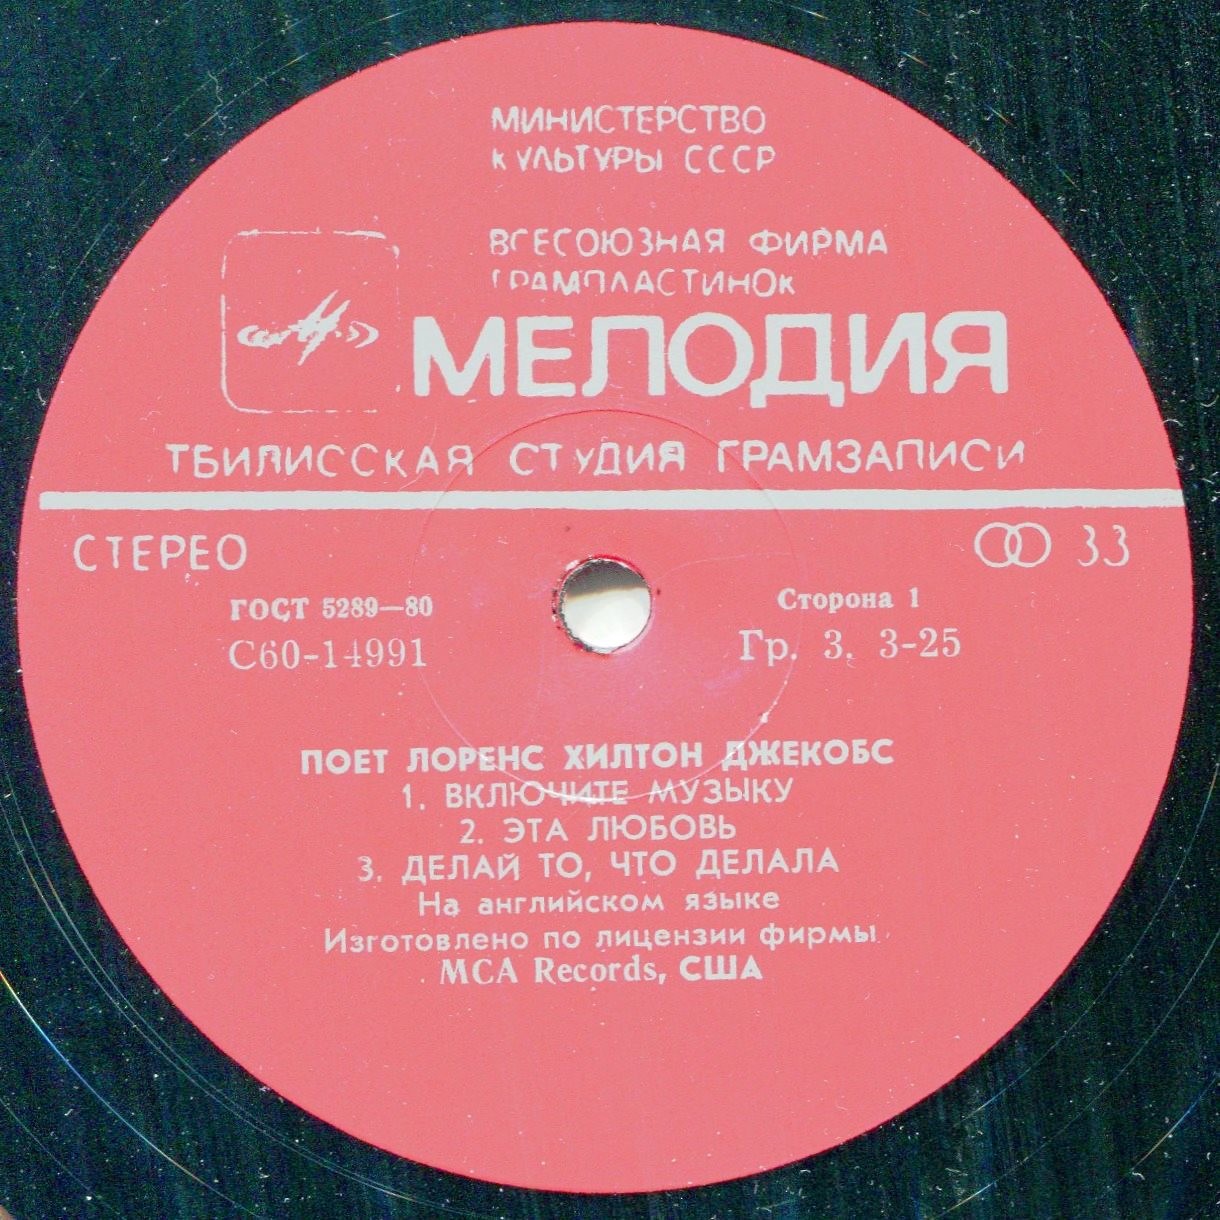 МИНИСТЕРСТВО
КУЛЬТУРЫ СССР
ВСЕСОЮЗНАЯ ФИРМА
ГРАМПЛАСТИНОК
МЕЛОДИЯ
ТБИЛИССКАЯ СТУДИЯ ГРАМЗАПИСИ
СТЕРЕО
33
ГОСТ 5289—80
Сторона 1
С60-14991
Гр. 3. 3-25
ПОЕТ ЛОРЕНС ХИЛТОН ДЖЕКОБС
1. ВКЛЮЧИТЕ МУЗЫКУ
2. ЭТА ЛЮБОВЬ
3. ДЕЛАЙ ТО, ЧТО ДЕЛАЛА
На английском языке
Изготовлено по лицензии фирмы
MCA Records, США